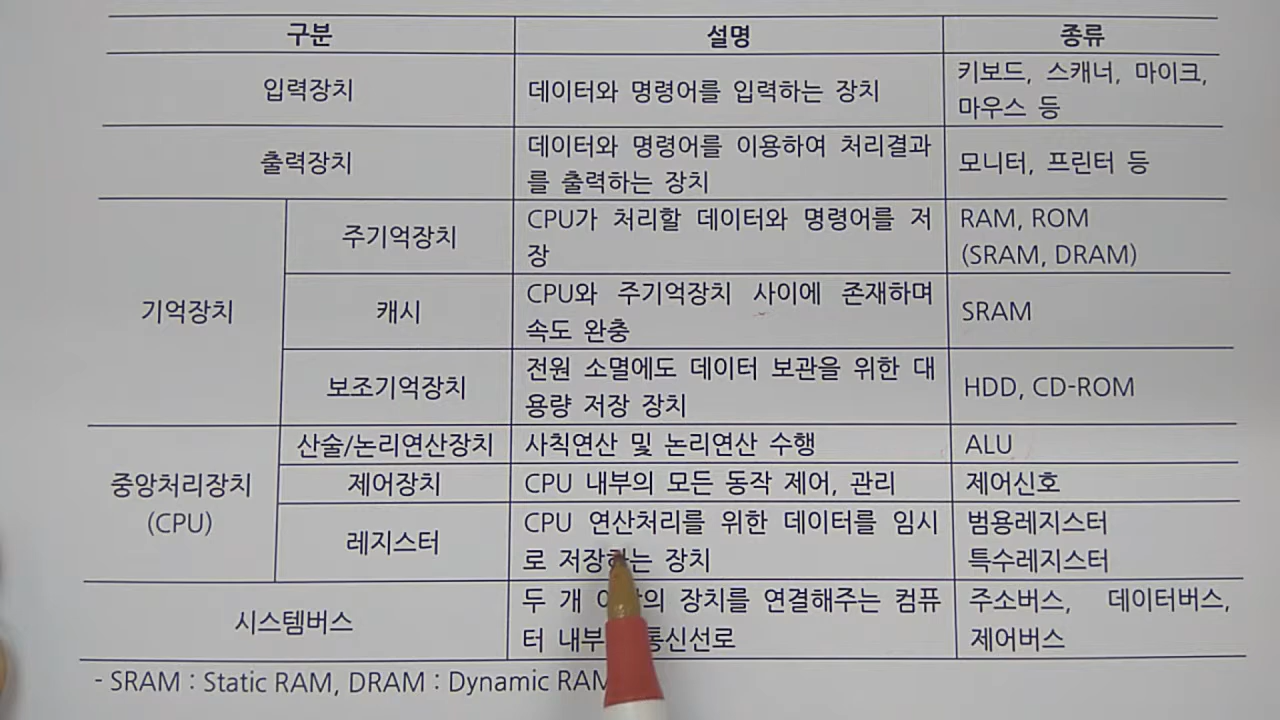 구분 설명 종류
입력장치 데이터와 명령어를 입력하는 장치 키보드, 스캐너, 마이크,
마우스 등
출력장치 데이터와 명령어를 이용하여 처리결과
를 출력하는 장치 모니터, 프린터 등
기억장치 주기억장치 CPU가 처리할 데이터와 명령어를 저
장 RAM, ROM
(SRAM, DRAM)
캐시 CPU와 주기억장치 사이에 존재하며
속도 완충 SRAM
보조기억장치 전원 소멸에도 데이터 보관을 위한 대
용량 저장 장치 HDD, CD-ROM
중앙처리장치
(CPU) 산술/논리연산장치 사칙연산 및 논리연산 수행 ALU
제어장치 CPU 내부의 모든 동작 제어, 관리 제어신호
레지스터 CPU 연산처리를 위한 데이터를 임시
로 저장하는 장치 범용레지스터
특수레지스터
시스템버스 두 개 장치를 연결해주는 컴퓨
터 내부 통신선로 주소버스, 데이터버스,
제어버스
- SRAM : Static RAM, DRAM : Dynamic RAM